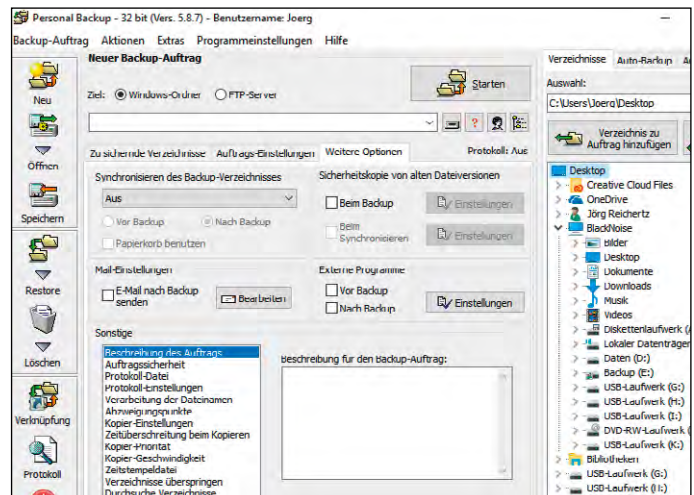 Personal Backup - 32 bit (Vers. 5.8.7) - Benutzername: Joerg
Backup-Auftrag Aktionen Extras Programmeinstellungen Hilfe
Neuer Backup-Auftrag
Ziel: Windows-Ordner FTP-Server
Starten
Zu sichernde Verzeichnisse Auftrags-Einstellungen Weitere Optionen Protokoll: Aus
Synchronisieren des Backup-Verzeichnisses
Aus
Vor Backup Nach Backup
Papierkorb benutzen
Sicherheitskopie von alten Dateiversionen
Beim Backup Einstellungen
Beim Synchronisieren Einstellungen
Mail-Einstellungen
E-Mail nach Backup senden Bearbeiten
Externe Programme
Vor Backup
Nach Backup
Einstellungen
Sonstige
Beschreibung des Auftrags
Auftragssicherheit
Protokoll-Datei
Protokoll-Einstellungen
Verarbeitung der Dateinamen
Abzweigungspunkte
Kopier-Einstellungen
Zeitüberschreitung beim Kopieren
Kopier-Priorität
Kopier-Geschwindigkeit
Zeitstempeldatei
Verzeichnisse überspringen
Durchsuche Verzeichnisse
Beschreibung für den Backup-Auftrag:
Neu
Öffnen
Speichern
Restore
Löschen
Verknüpfung
Protokoll
Verzeichnisse Auto-Backup
Auswahl:
C:\Users\Joerg\Desktop
Verzeichnis zu
Auftrag hinzufügen
Desktop
Creative Cloud Files
OneDrive
Jörg Reichertz
BlackNoise
Bilder
Desktop
Dokumente
Downloads
Musik
Videos
Diskettenlaufwerk (
Lokaler Datenträger
Daten (D:)
Backup (E:)
USB-Laufwerk (G:)
USB-Laufwerk (H:)
USB-Laufwerk (I:)
DVD-RW-Laufwerk (
USB-Laufwerk (K:)
Bibliotheken
USB-Laufwerk (G:)
USB-Laufwerk (H:)